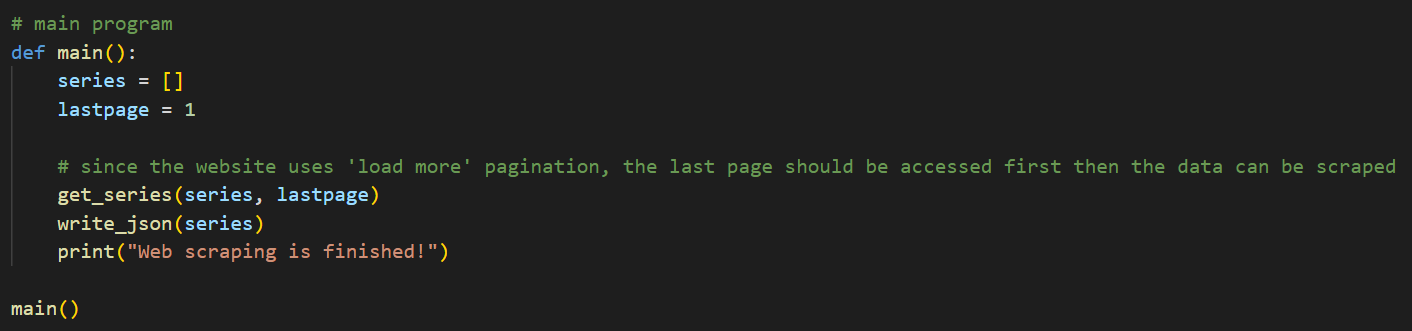 # main program
def main():
    series = []
    lastpage = 1

    # since the website uses 'load more' pagination, the last page should be accessed first then the data can be scraped
    get_series(series, lastpage)
    write_json(series)
    print("Web scraping is finished!")

main()